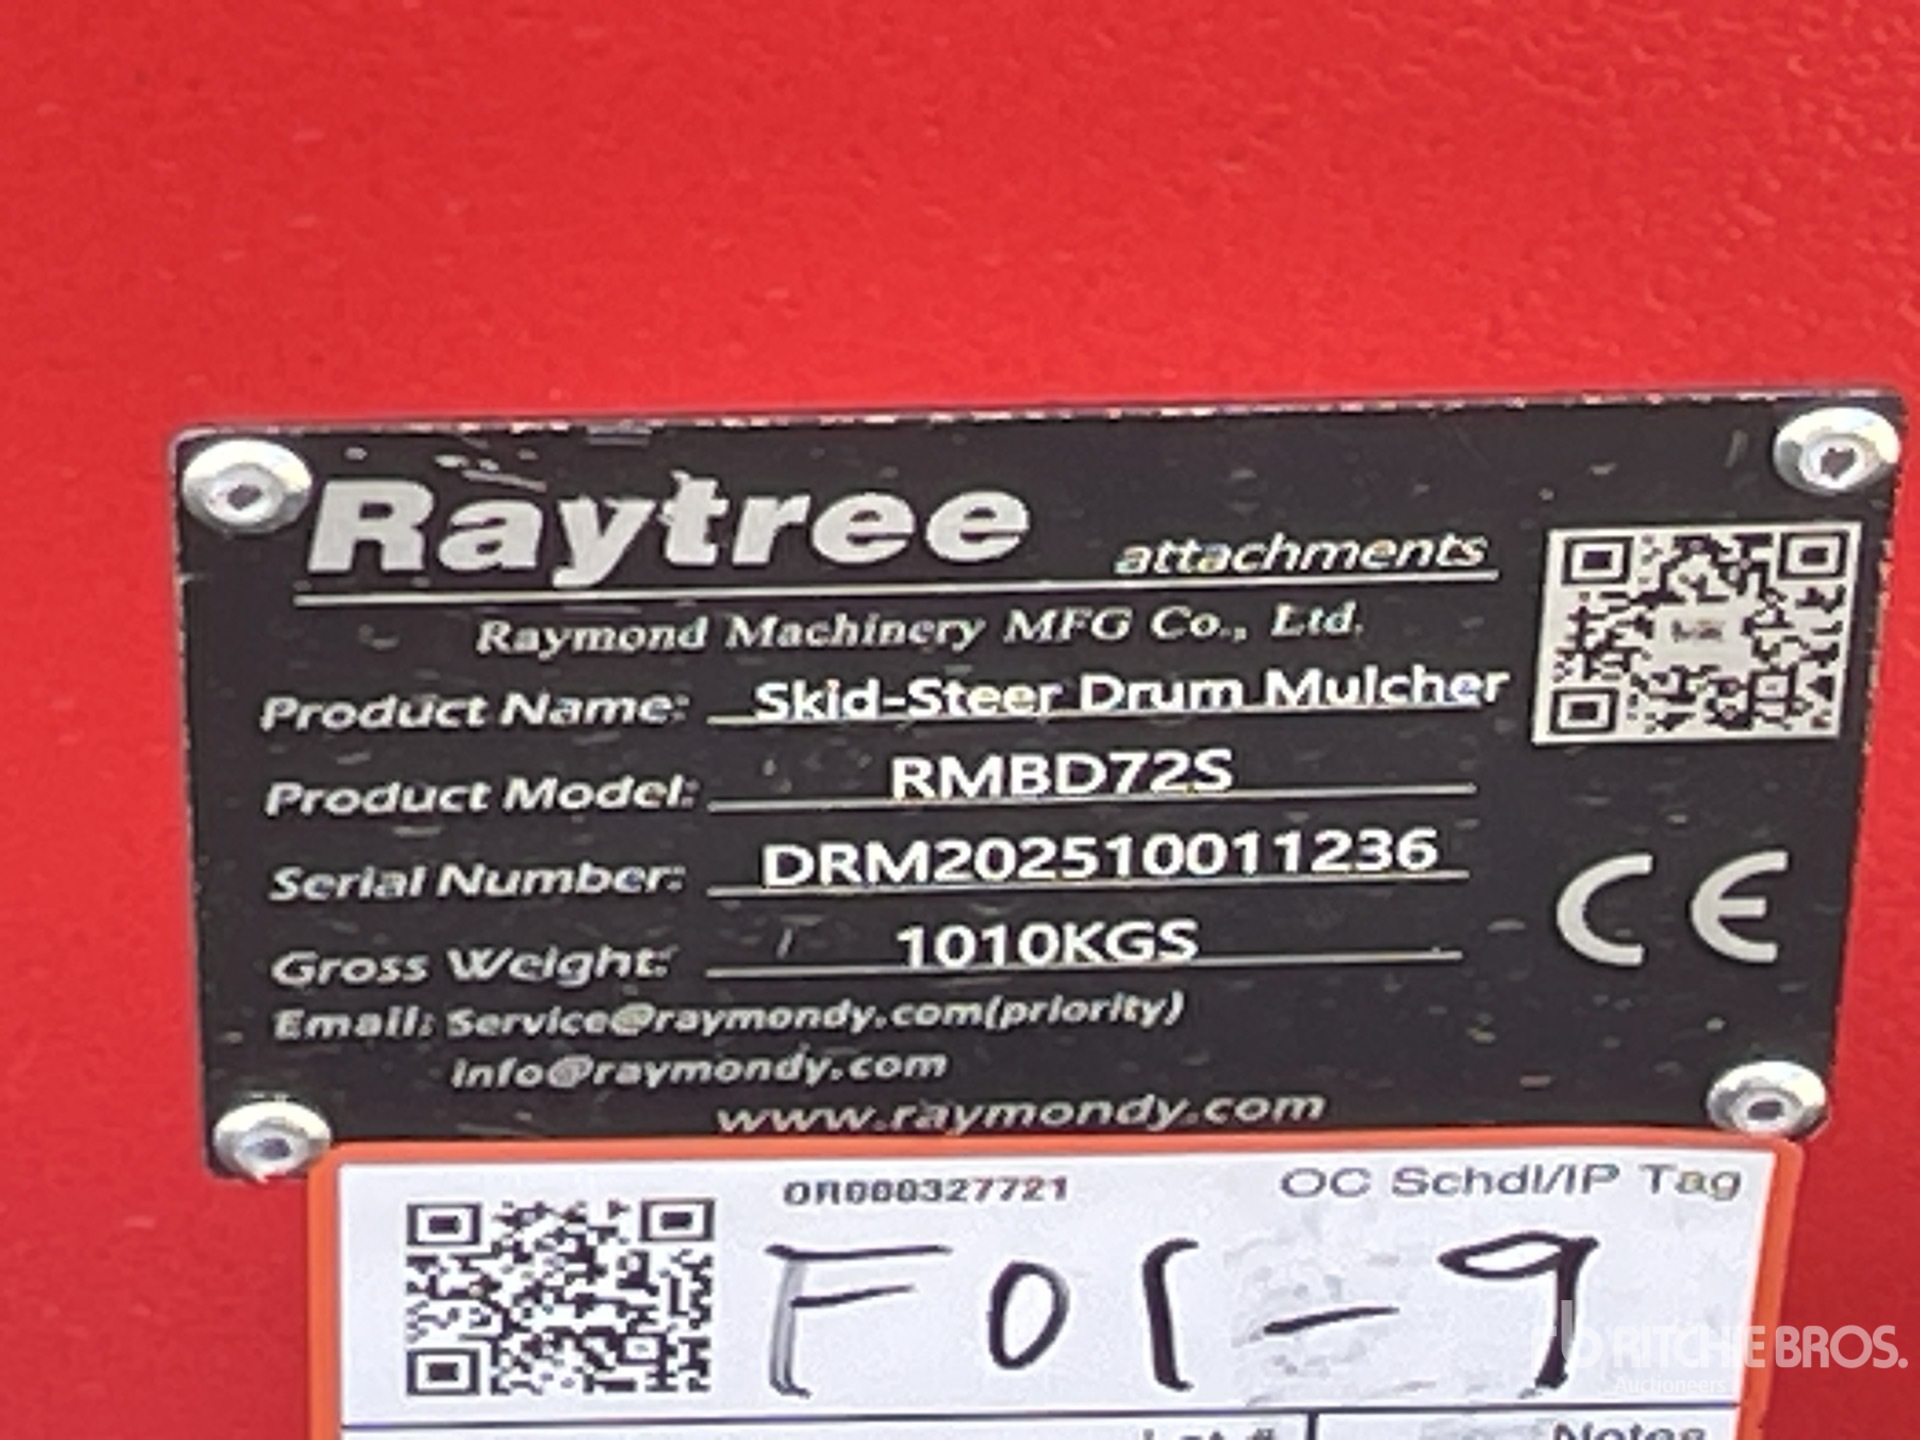 Raytree attachments
Raymond Machinery MFG Co., Ltd.
Product Name: Skid-Steer Drum Mulcher
Product Model: RMBD72S
Serial Number: DRM202510011236
Gross Weight: 1010KGS
CE
Email: Service@raymondy.com(priority)
info@raymondy.com
www.raymondy.com
OR000327721 OC Schdl/IP Tag
F01-9
RITCHIE BROS.
Auctioneers
Lot # Notes